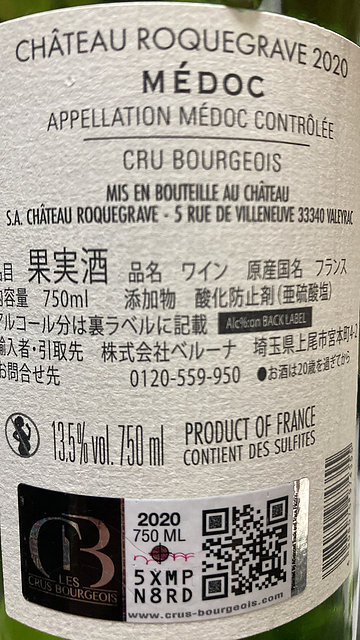 CHÂTEAU ROQUEGRAVE 2020
MÉDOC
APPELLATION MÉDOC CONTRÔLÉE
CRU BOURGEOIS
MIS EN BOUTEILLE AU CHÂTEAU
S.A. CHÂTEAU ROQUEGRAVE - 5 RUE DE VILLENEUVE 33340 VALEYRAC
目 果実酒 品名 ワイン 原産国名 フランス
内容量 750ml 添加物 酸化防止剤(亜硫酸塩)
アルコール分は裏ラベルに記載 Alc%:on BACK LABEL
輸入者・引取先 株式会社ベルーナ 埼玉県上尾市宮本町4-2
お問合せ先 0120-559-950 ●お酒は20歳を過ぎてから
13.5%vol. 750 ml
PRODUCT OF FRANCE
CONTIENT DES SULFITES
CB
LES
CRUS BOURGEOIS
2020
750 ML
5XMP
N8RD
www.crus-bourgeois.com